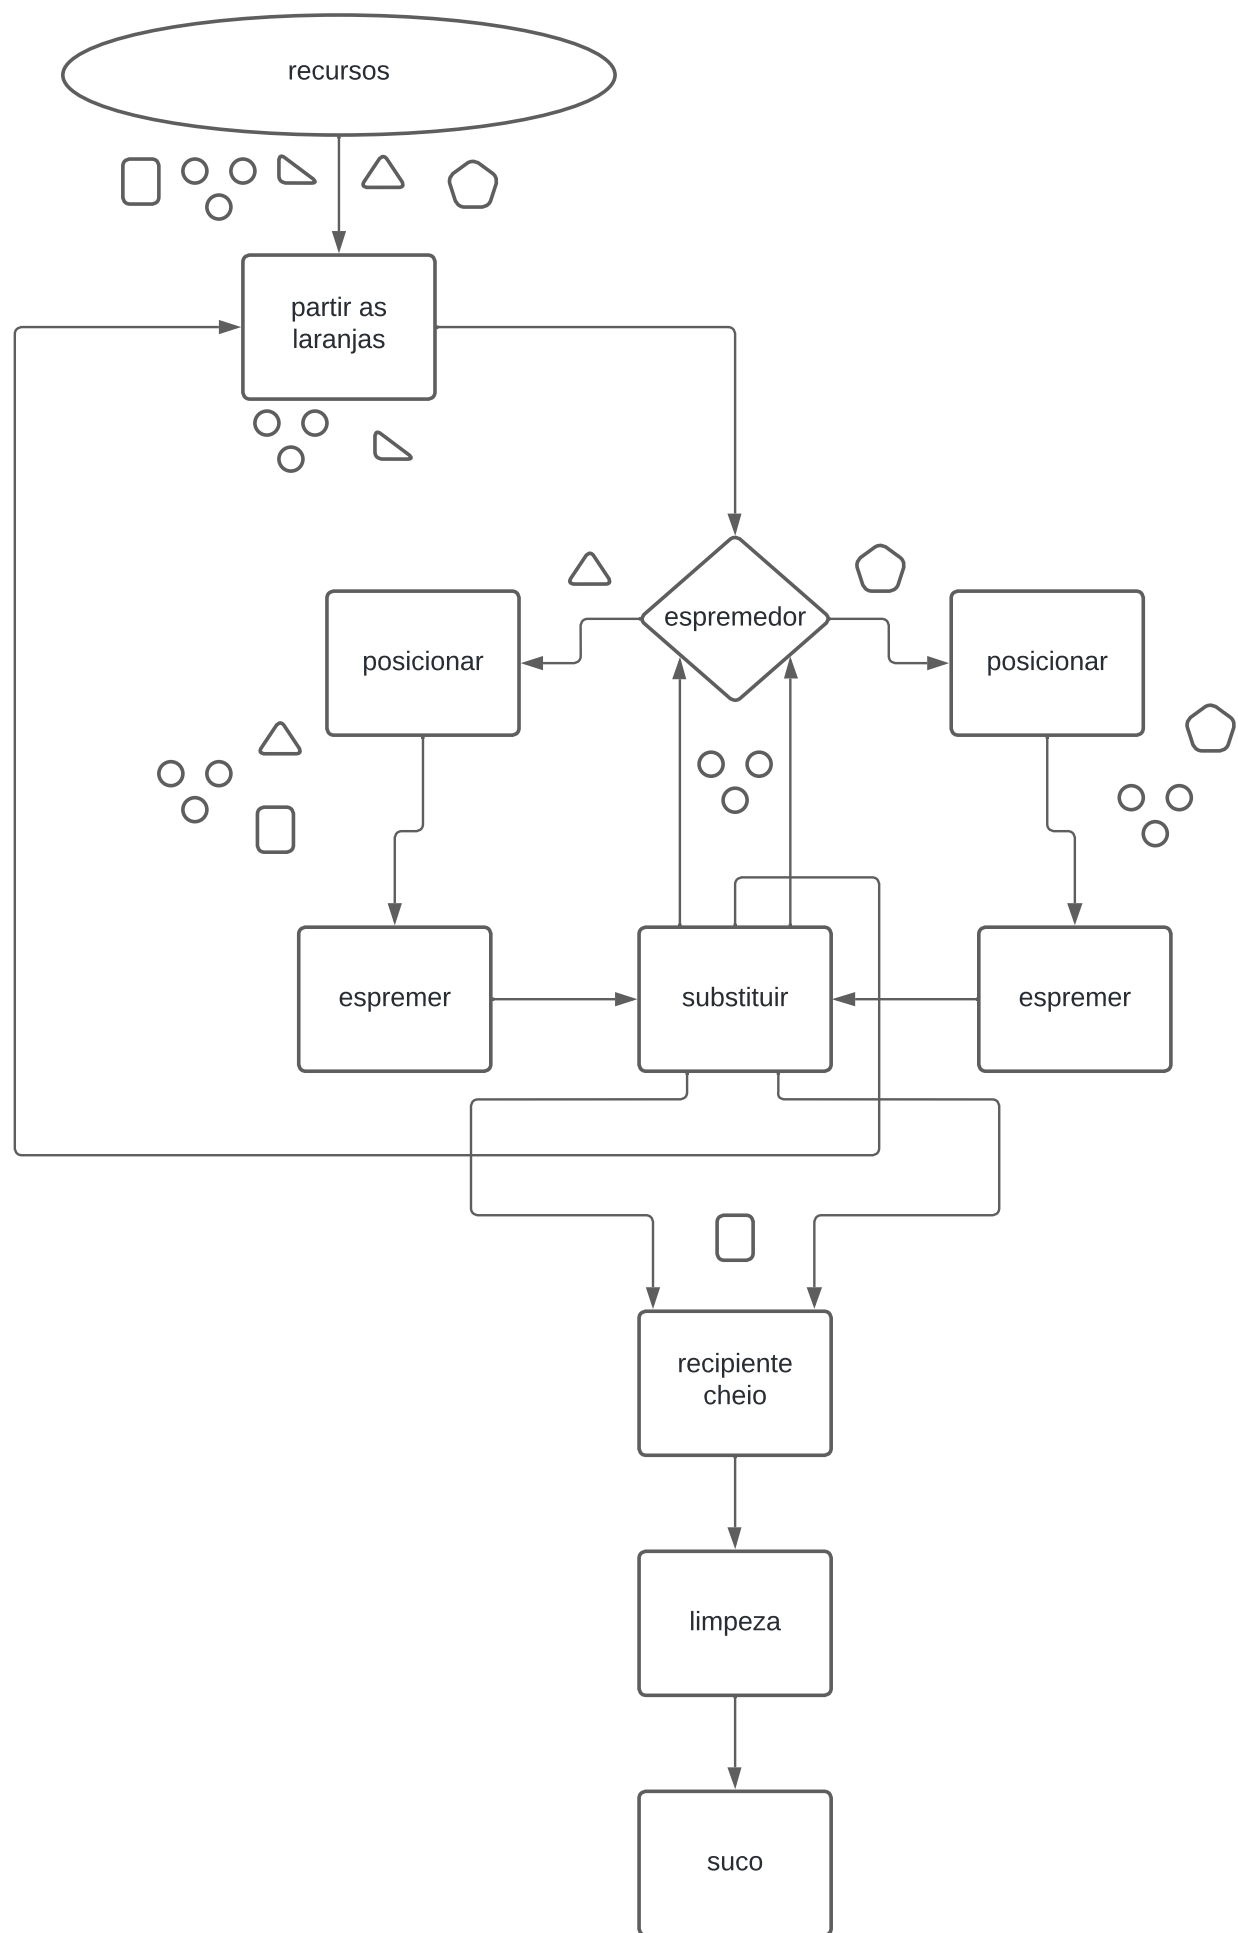 recursos
partir as
laranjas
espremedor
posicionar
posicionar
espremer
substituir
espremer
recipiente
cheio
limpeza
suco